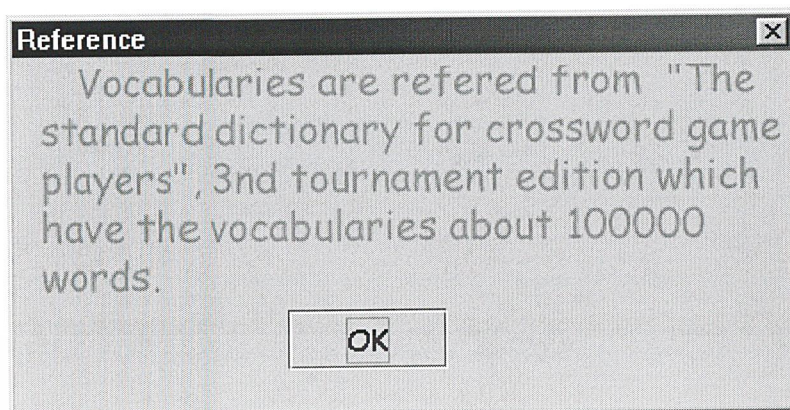 Reference
Vocabularies are refered from "The
standard dictionary for crossword game
players", 3nd tournament edition which
have the vocabularies about 100000
words.
OK